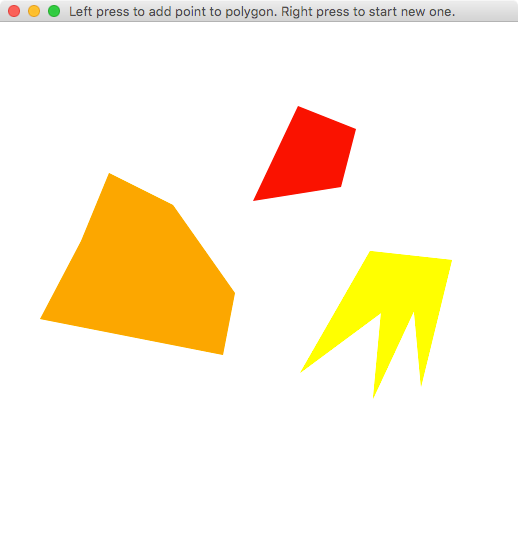 Left press to add point to polygon. Right press to start new one.